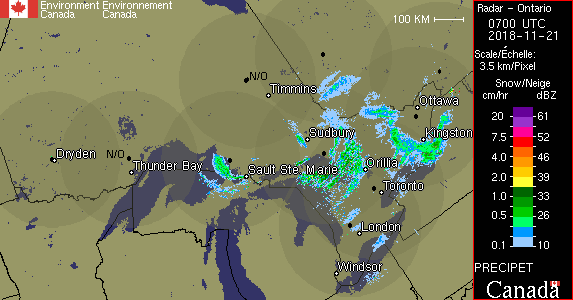 Environment Environnement
Canada Canada
100 KM
Radar - Ontario
0700 UTC
2018-11-21
Scale/Échelle:
3.5 km/Pixel
Snow/Neige
cm/hr dBZ
20 61
7.5 52
4.0 46
2.0 39
1.0 33
0.5 26
0.1 10
PRECIPET
Canada
N/O
Timmins
Ottawa
Sudbury
Kingston
Dryden
N/O
Thunder Bay
Sault Ste. Marie
Orillia
Toronto
London
Windsor